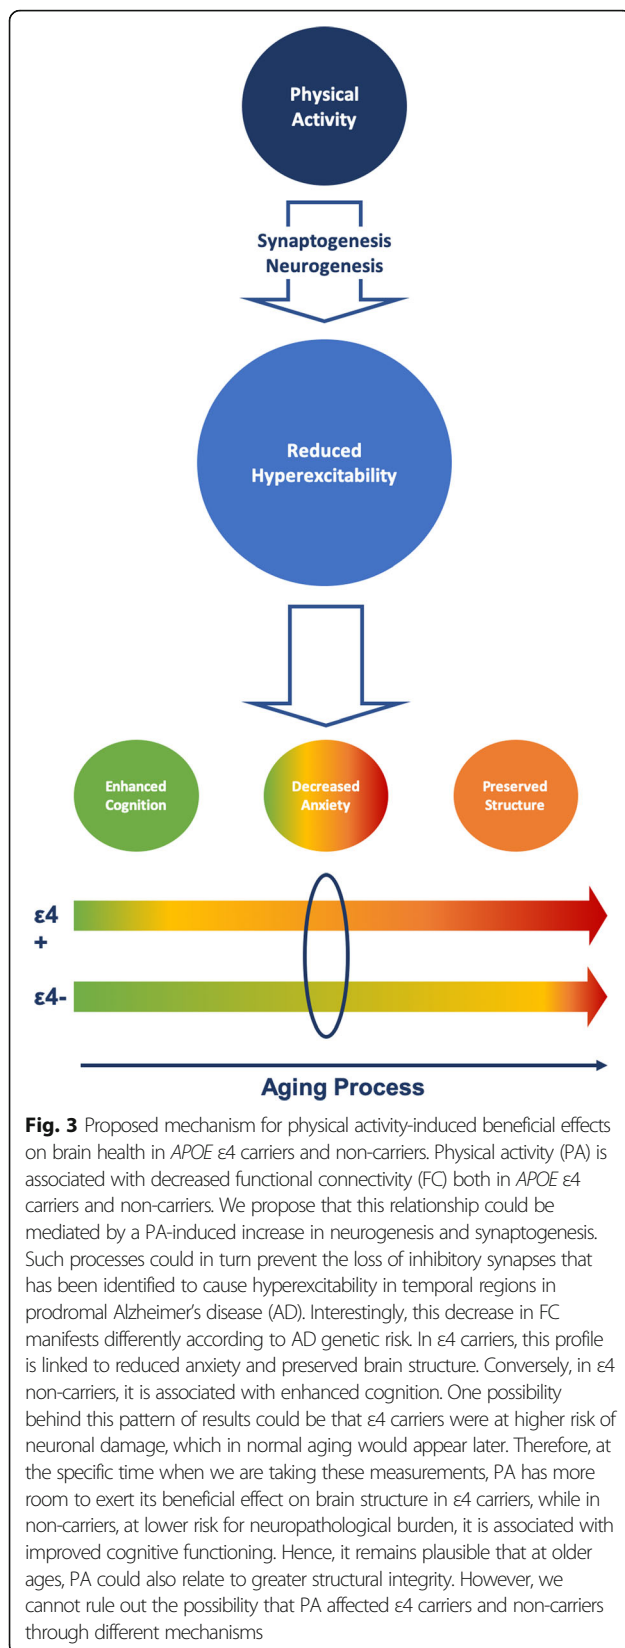 Physical
Activity
Synaptogenesis
Neurogenesis
Reduced
Hyperexcitability
Enhanced
Cognition
Decreased
Anxiety
Preserved
Structure
ε4
+
ε4-
Aging Process
Fig. 3 Proposed mechanism for physical activity-induced beneficial effects
on brain health in APOE ε4 carriers and non-carriers. Physical activity (PA) is
associated with decreased functional connectivity (FC) both in APOE ε4
carriers and non-carriers. We propose that this relationship could be
mediated by a PA-induced increase in neurogenesis and synaptogenesis.
Such processes could in turn prevent the loss of inhibitory synapses that
has been identified to cause hyperexcitability in temporal regions in
prodromal Alzheimer's disease (AD). Interestingly, this decrease in FC
manifests differently according to AD genetic risk. In ε4 carriers, this profile
is linked to reduced anxiety and preserved brain structure. Conversely, in ε4
non-carriers, it is associated with enhanced cognition. One possibility
behind this pattern of results could be that ε4 carriers were at higher risk of
neuronal damage, which in normal aging would appear later. Therefore, at
the specific time when we are taking these measurements, PA has more
room to exert its beneficial effect on brain structure in ε4 carriers, while in
non-carriers, at lower risk for neuropathological burden, it is associated with
improved cognitive functioning. Hence, it remains plausible that at older
ages, PA could also relate to greater structural integrity. However, we
cannot rule out the possibility that PA affected ε4 carriers and non-carriers
through different mechanisms